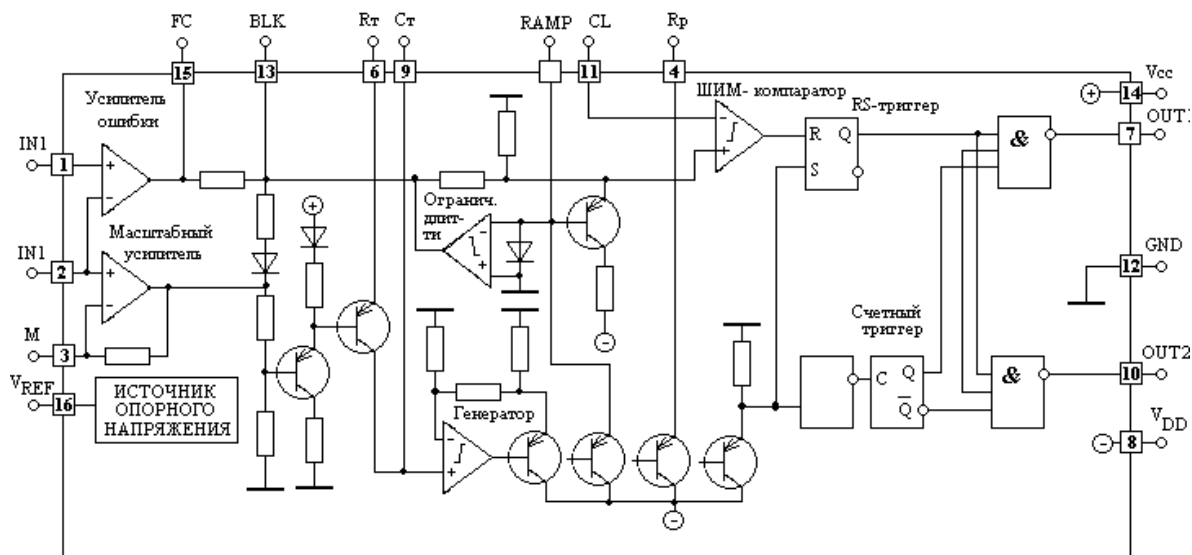 FC
BLK
Rт
Cт
RAMP
CL
Rp
15
13
6
9
11
4
Vcc
14
ШИМ- компаратор
Усилитель
ошибки
RS-триггер
OUT1
7
IN1
1
+
-
R Q
S
&
-
+
Огранич.
длит-
ти
Масштабный
усилитель
IN1
2
+
-
+
-
+
GND
12
M
3
Счетный
триггер
VREF
16
ИСТОЧНИК
ОПОРНОГО
НАПРЯЖЕНИЯ
Генератор
-
+
C Q
Q
&
OUT2
10
VDD
8
-
-
-